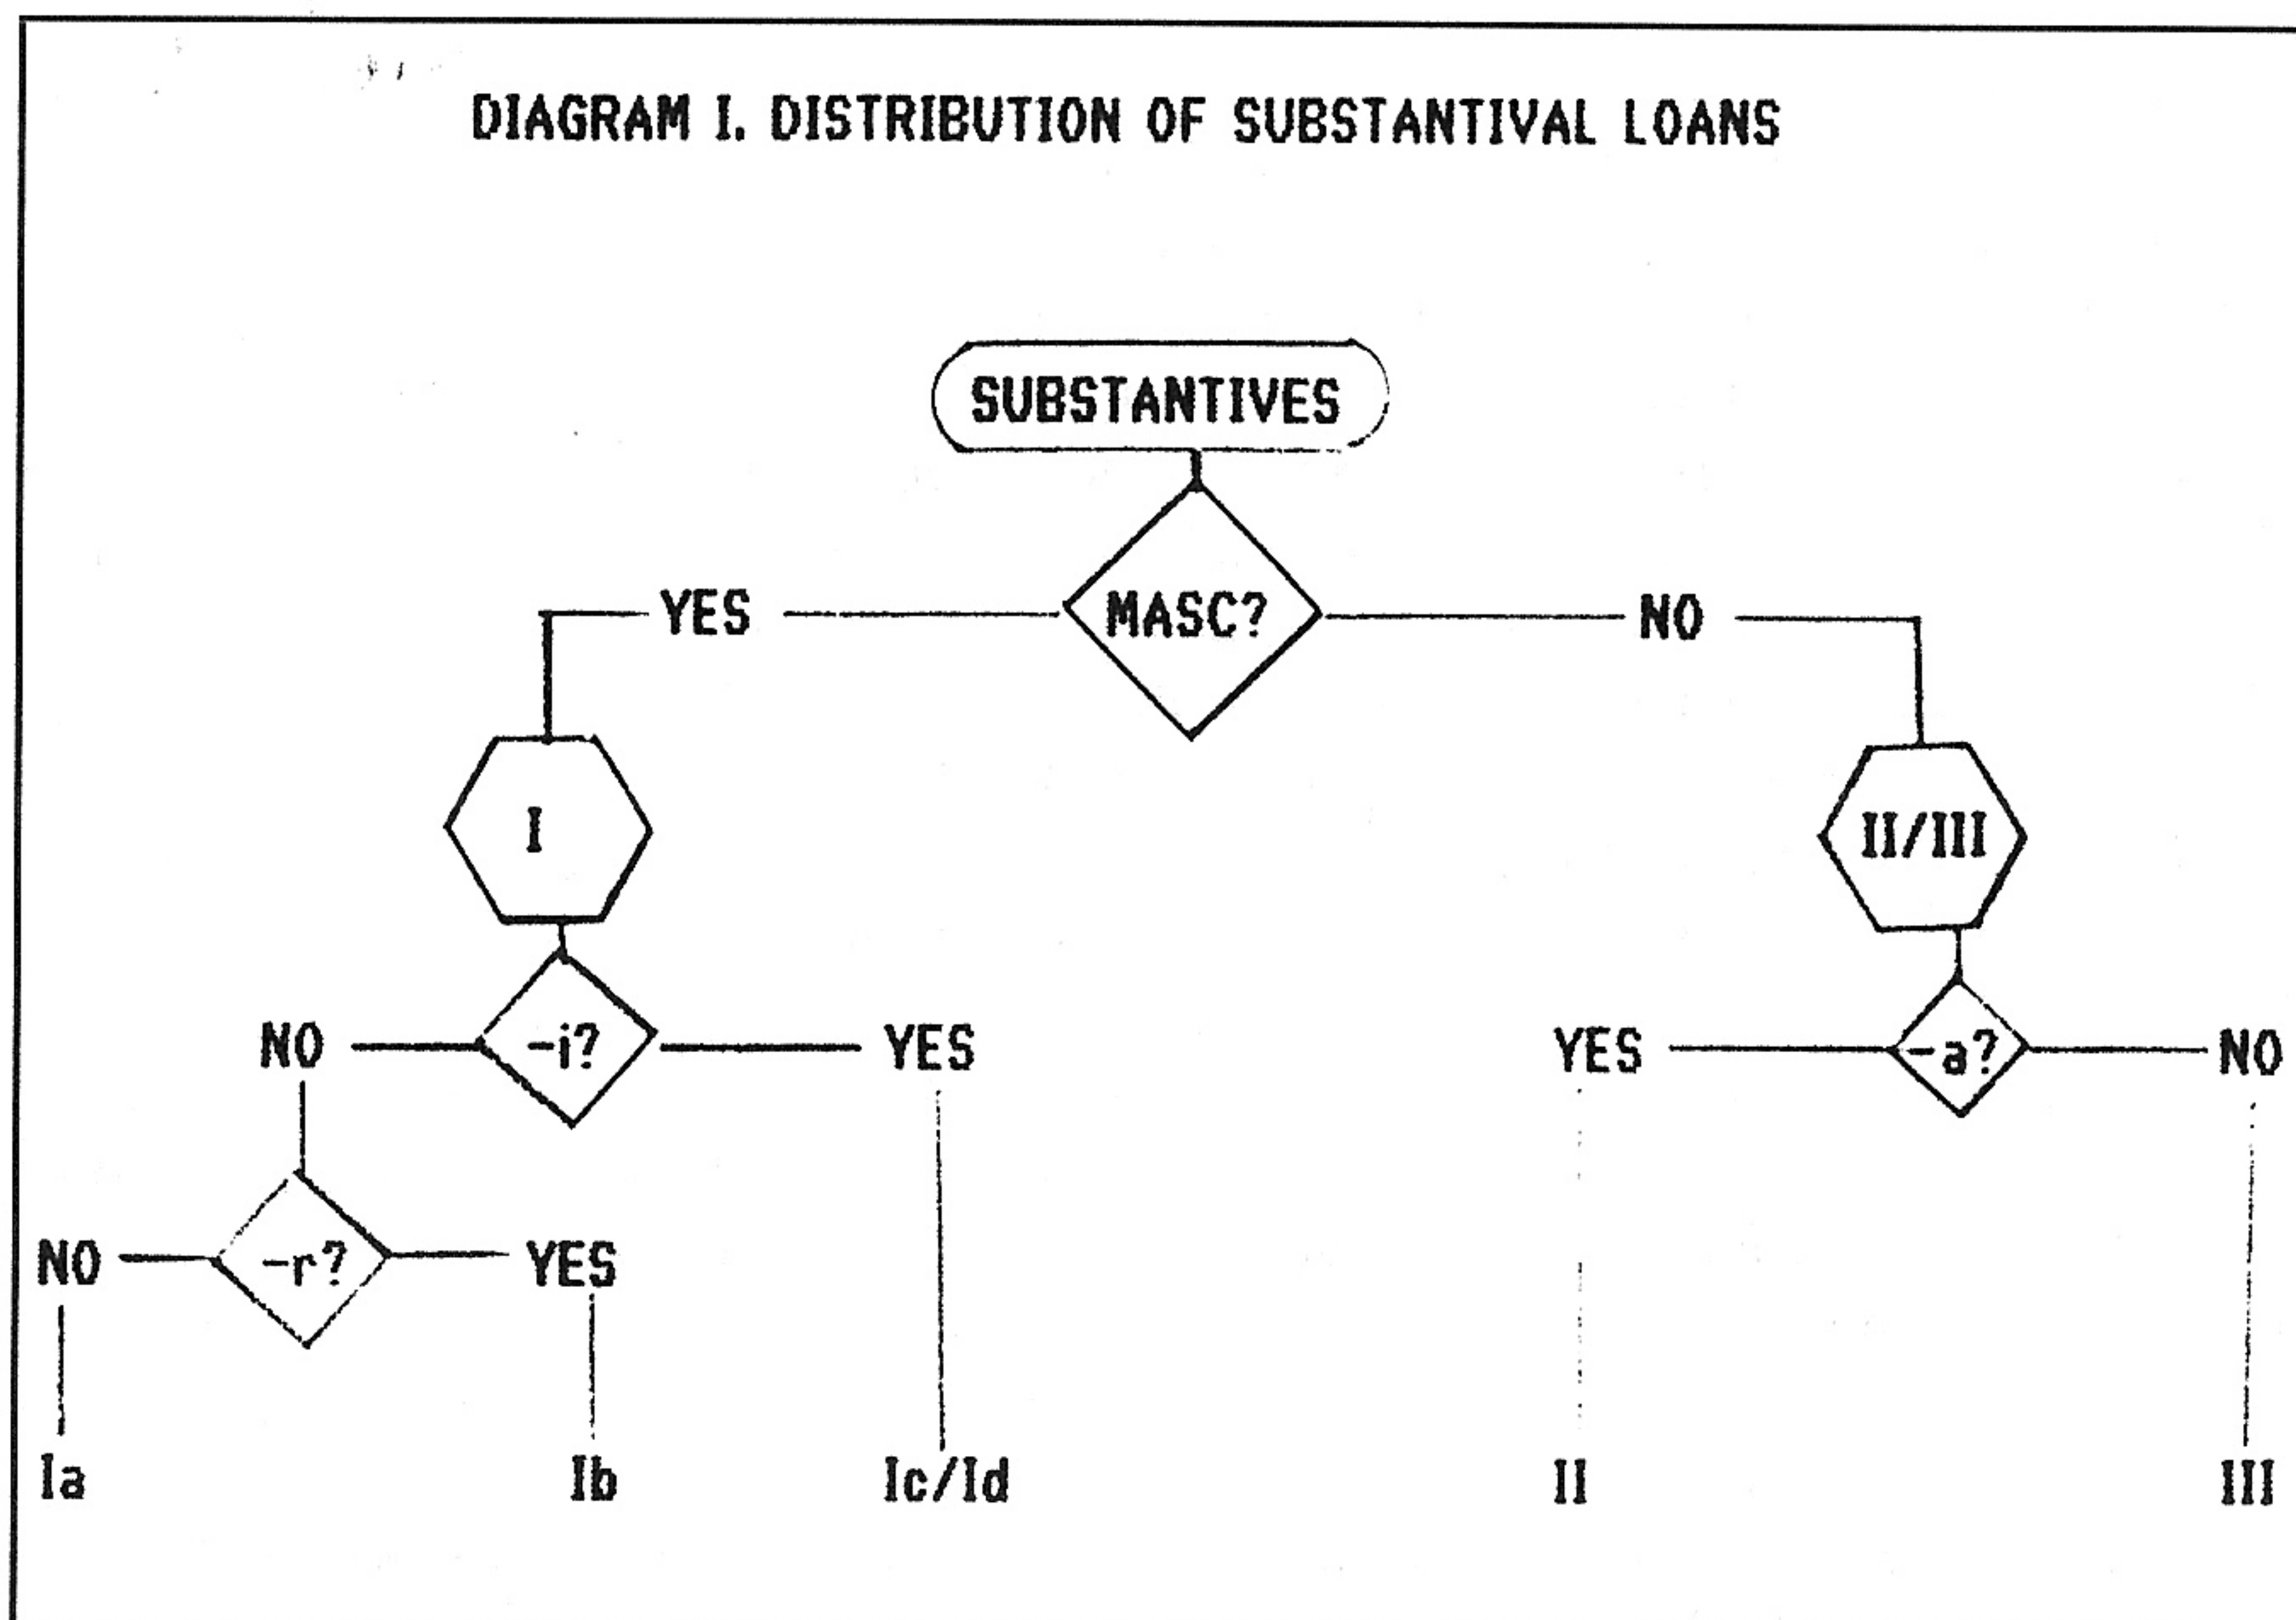 DIAGRAM I. DISTRIBUTION OF SUBSTANTIVAL LOANS
SUBSTANTIVES
YES MASC? NO
I II/III
NO -i? YES YES -a? NO
NO -r? YES
Ia Ib Ic/Id II III